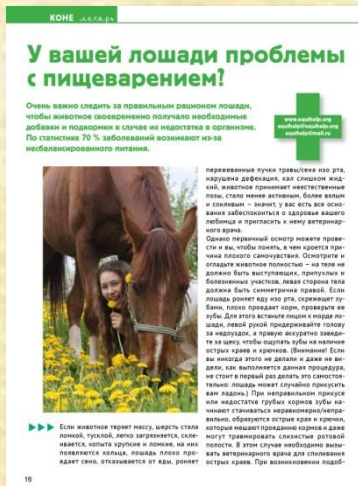 КОНЕ лекарь
У вашей лошади проблемы
с пищеварением?
Очень важно следить за правильным рационом лошади,
чтобы животное своевременно получало необходимые
добавки и подкормки в случае их недостатка в организме.
По статистике 70 % заболеваний возникают из-за
несбалансированного питания.
www.equihelp.org
equihelp@equihelp.org
equihelp@mail.ru
Если животное теряет массу, шерсть стала
ломкой, тусклой, легко загрязняется, скле-
ивается, копыта хрупкие и ломкие, на них
появляются кольца, лошадь плохо про-
едает сено, отказывается от еды, роняет
пережеванные пучки травы/сена изо рта,
нарушена дефекация, кал слишком жид-
кий, животное принимает неестественные
позы, стало менее активным, более вялым
и сонливым – значит, у вас есть все осно-
вания забеспокоиться о здоровье вашего
любимца и пригласить к нему ветеринар-
ного врача.
Однако первичный осмотр можете прове-
сти и вы, чтобы понять, в чем кроется при-
чина плохого самочувствия. Осмотрите и
огладьте животное полностью – на теле не
должно быть выступающих, припухлых и
болезненных участков, левая сторона тела
должна быть симметрична правой. Если
лошадь роняет еду изо рта, скрежещет зу-
бами, плохо проедает корм, проверьте ее
зубы. Для этого встаньте лицом к морде ло-
шади, левой рукой придерживайте голову
за недоуздок, а правую аккуратно заведи-
те за щеку, чтобы ощупать зубы на наличие
острых краев и крючков. (Внимание! Если
вы никогда этого не делали и даже не ви-
дели, как выполняется данная процедура,
не стоит в первый раз делать это самостоя-
тельно: лошадь может случайно прикусить
вам ладонь.) При неправильном прикусе
или недостатке грубых кормов зубы на-
чинают стачиваться неравномерно/непра-
вильно, образуются острые края и крючки,
которые мешают проеданию кормов и даже
могут травмировать слизистые ротовой
полости. В этом случае необходимо вызы-
вать ветеринарного врача для спиливания
острых краев. При возникновении подоб-
16